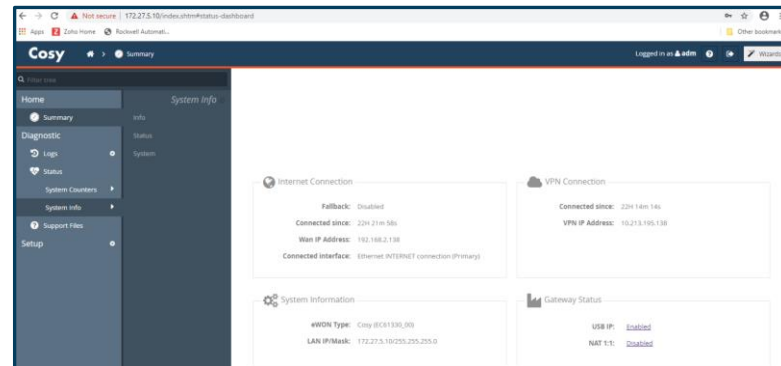 Not secure | 172.27.5.10/index.shtm#status-dashboard
Apps Zoho Home Rockwell Automati... Other bookmark
Cosy > Summary Logged in as adm Wizards
Filter tree
Home
Summary
Diagnostic
Logs
Status
System Counters
System Info
Support Files
Setup
System Info
Info
Status
System
Internet Connection
Fallback: Disabled
Connected since: 22H 21m 58s
Wan IP Address: 192.168.2.138
Connected interface: Ethernet INTERNET connection (Primary)
VPN Connection
Connected since: 22H 14m 14s
VPN IP Address: 10.213.195.138
System Information
eWON Type: Cosy (EC61330_00)
LAN IP/Mask: 172.27.5.10/255.255.255.0
Gateway Status
USB IP: Enabled
NAT 1:1: Disabled